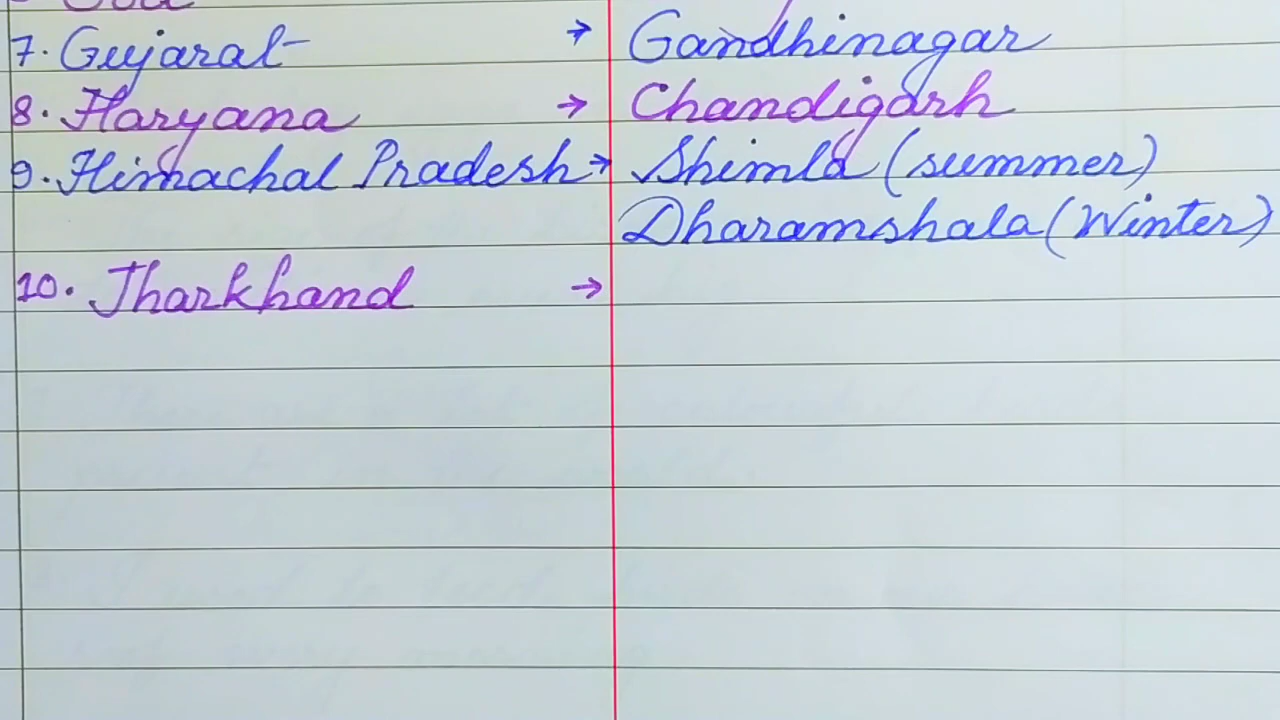 7. Gujarat → Gandhinagar
8. Haryana → Chandigarh
9. Himachal Pradesh → Shimla (summer)
Dharamshala (Winter)
10. Jharkhand →